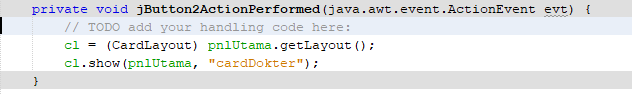 private void jButton2ActionPerformed(java.awt.event.ActionEvent evt) {
// TODO add your handling code here:
cl = (CardLayout) pnlUtama.getLayout();
cl.show(pnlUtama, "cardDokter");
}